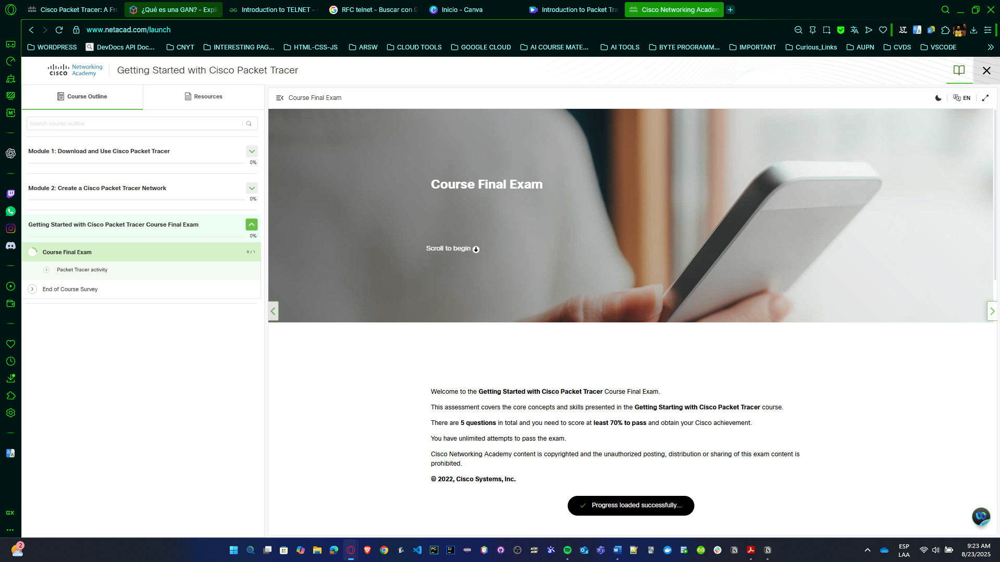 Cisco Packet Tracer: A Fre
¿Qué es una GAN? - Expli
Introduction to TELNET -
RFC telnet - Buscar con G
Inicio - Canva
Introduction to Packet Tra
Cisco Networking Academ
www.netacad.com/launch
WORDPRESS
DevDocs API Doc...
CNYT
INTERESTING PAG...
HTML-CSS-JS
ARSW
CLOUD TOOLS
GOOGLE CLOUD
AI COURSE MATE...
AI TOOLS
BYTE PROGRAMM...
IMPORTANT
Curious_Links
AUPN
CVDS
VSCODE
CISCO
Networking
Academy
Getting Started with Cisco Packet Tracer
Course Outline
Resources
Course Final Exam
EN
Search course outline
Module 1: Download and Use Cisco Packet Tracer
0%
Module 2: Create a Cisco Packet Tracer Network
0%
Getting Started with Cisco Packet Tracer Course Final Exam
0%
Course Final Exam
0 / 1
Packet Tracer activity
End of Course Survey
Course Final Exam
Scroll to begin
Welcome to the Getting Started with Cisco Packet Tracer Course Final Exam.
This assessment covers the core concepts and skills presented in the Getting Starting with Cisco Packet Tracer course.
There are 5 questions in total and you need to score at least 70% to pass and obtain your Cisco achievement.
You have unlimited attempts to pass the exam.
Cisco Networking Academy content is copyrighted and the unauthorized posting, distribution or sharing of this exam content is
prohibited.
© 2022, Cisco Systems, Inc.
Progress loaded successfully...
GX
2
ESP
LAA
9:23 AM
8/23/2025